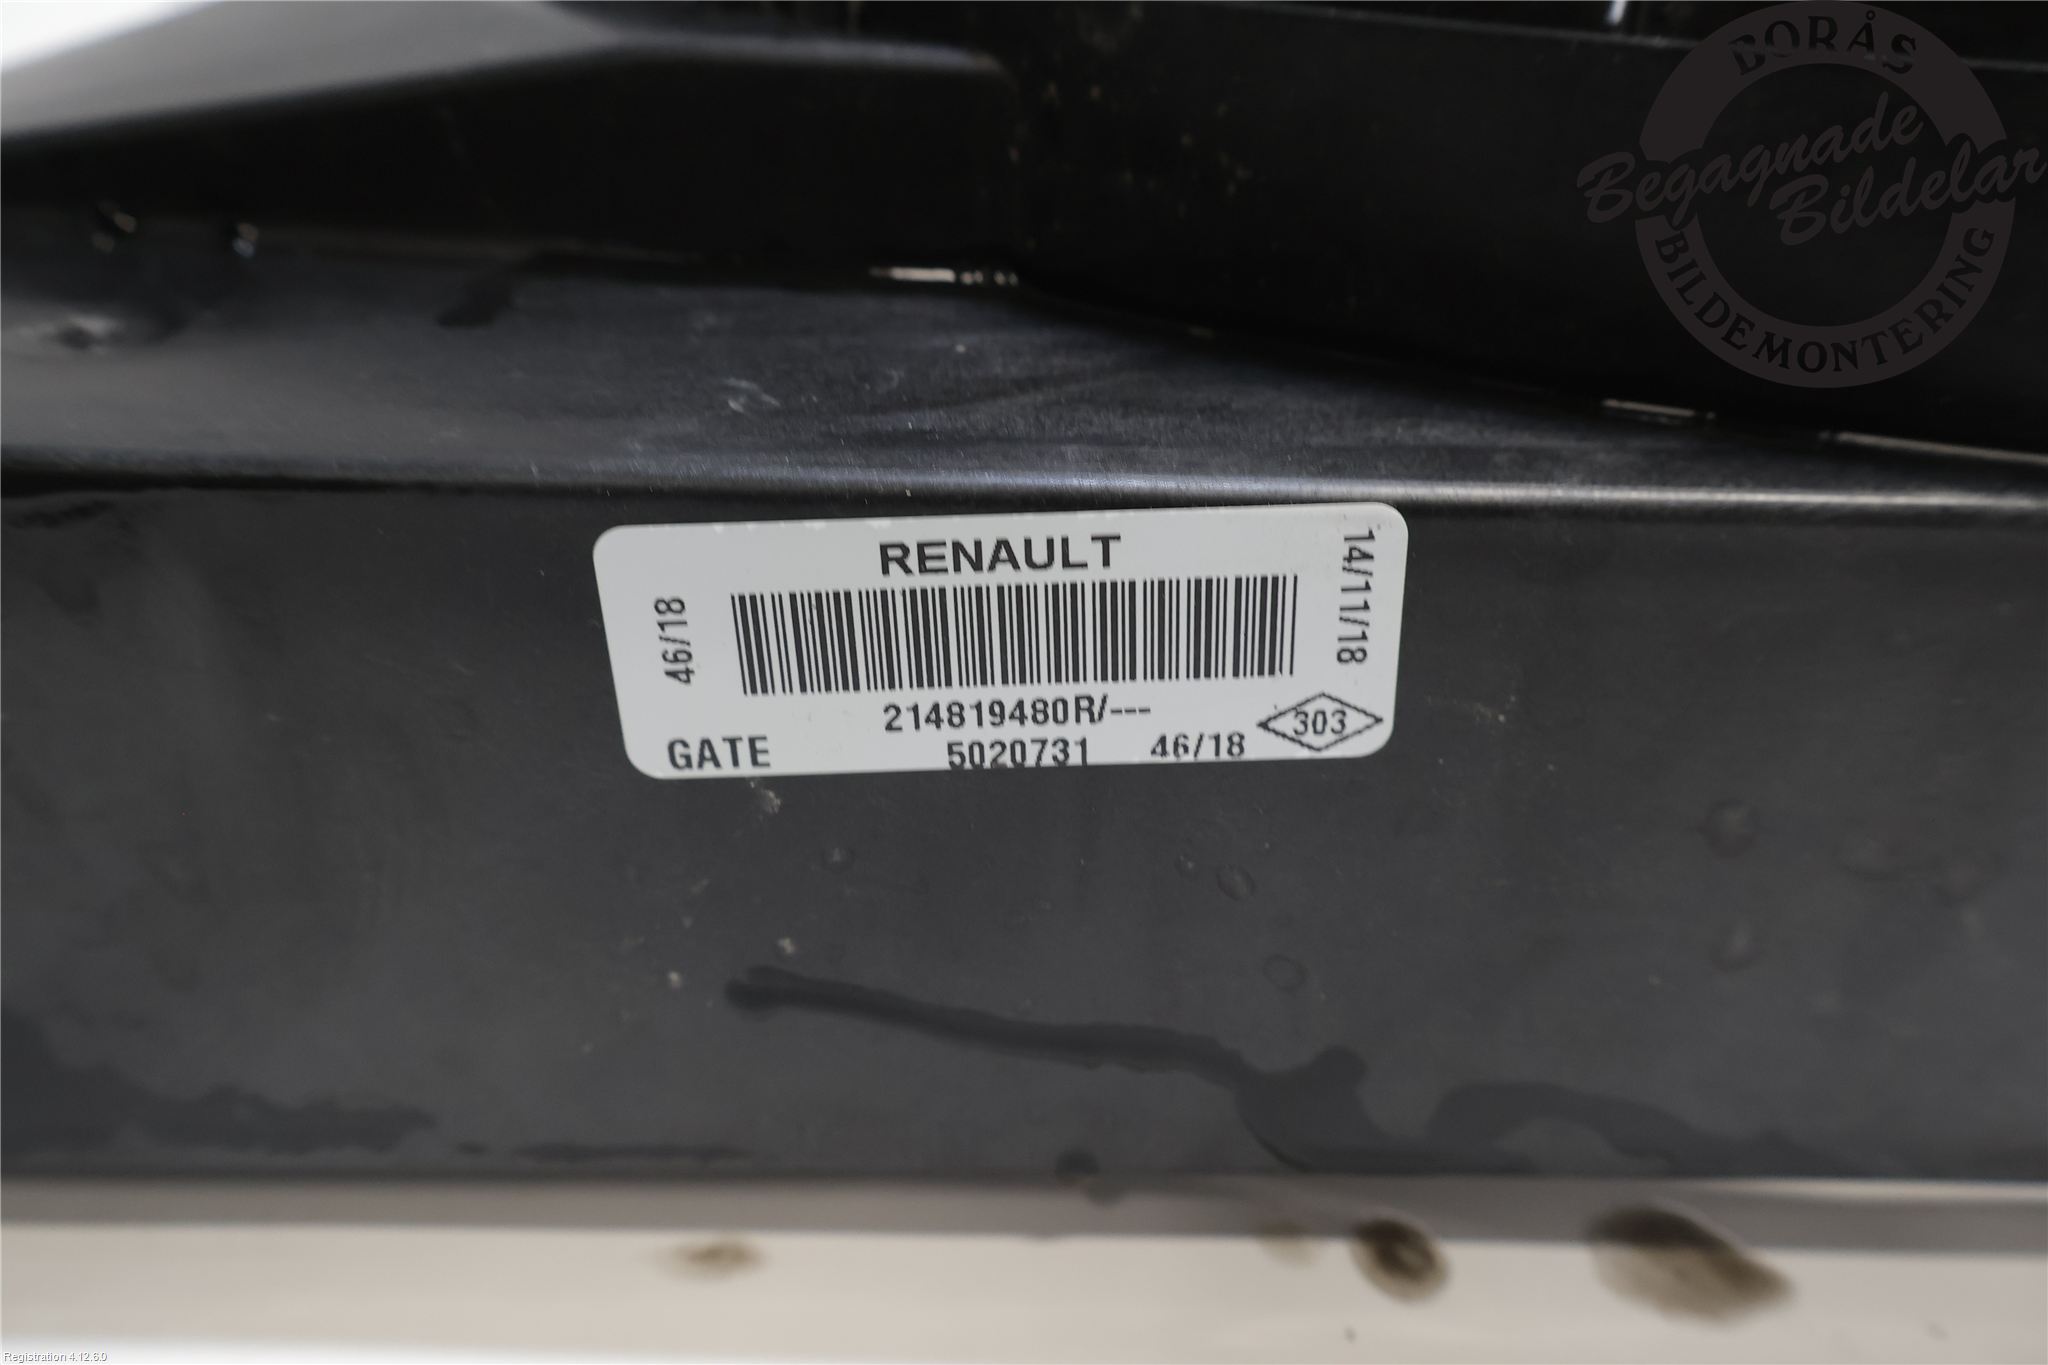 BORÅS
Begagnade
Bildelar
BILDEMONTERING
RENAULT
46/18
14/11/18
214819480R/---
303
GATE 5020731 46/18
Registration 4.12.6.0